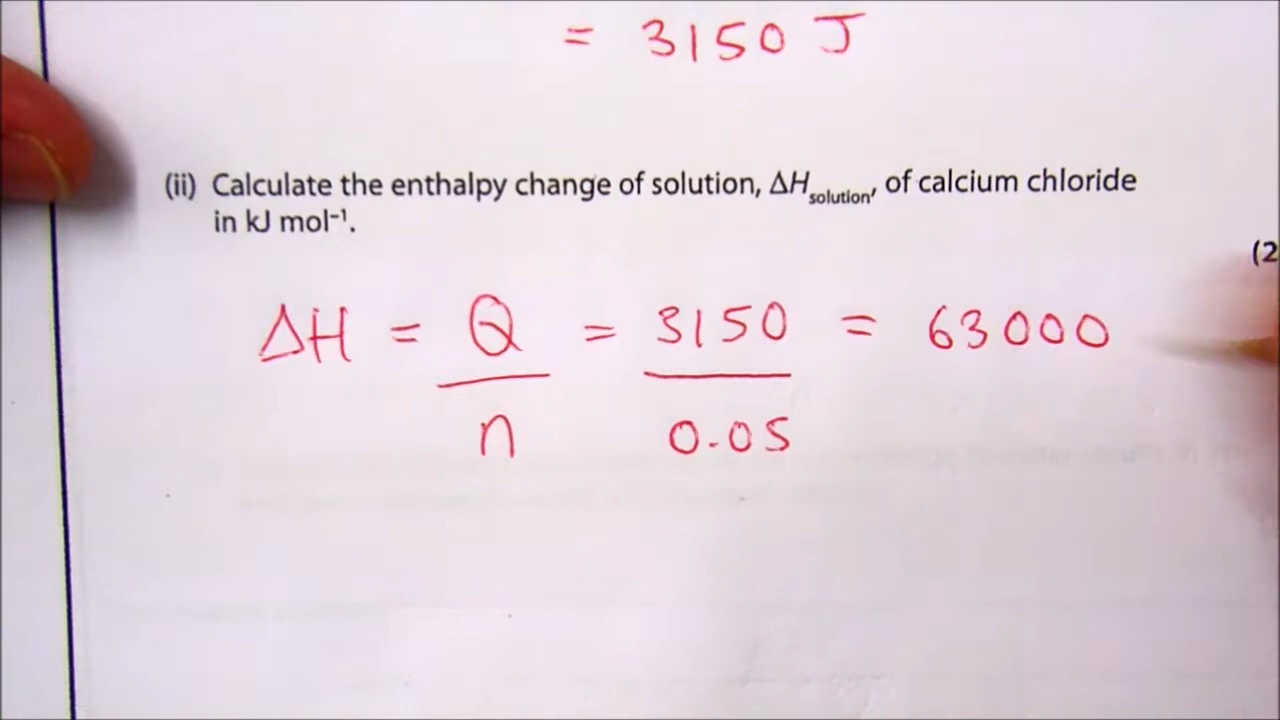 = 3150 J
(ii) Calculate the enthalpy change of solution, ΔHsolution, of calcium chloride
in kJ mol⁻¹.
(2
ΔH = Q = 3150 = 63000
n 0.05